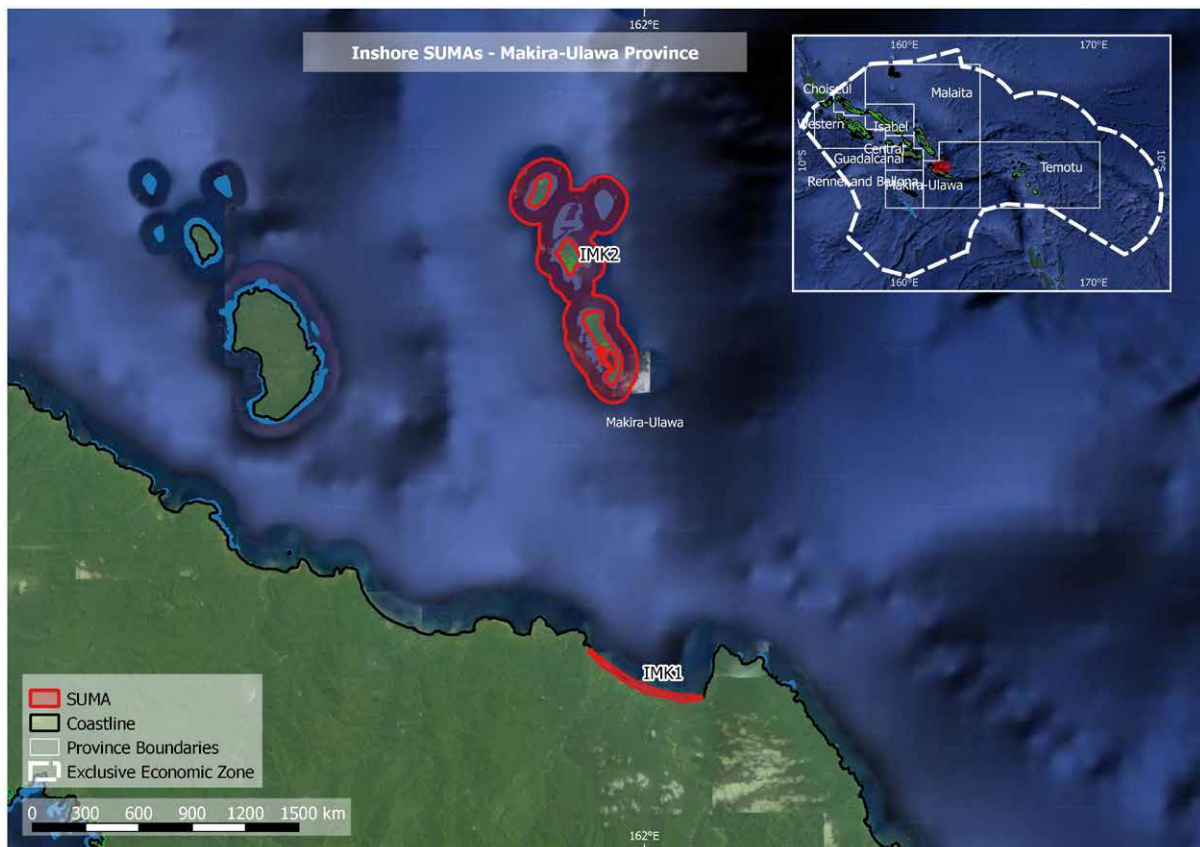 162°E
Inshore SUMAs - Makira-Ulawa Province
160°E
170°E
Choiseul
Malaita
Western
Isabel
Central
10°S
10°S
Guadalcanal
Temotu
Rennel and Bellona
Makira-Ulawa
160°E
170°E
IMK2
Makira-Ulawa
IMK1
SUMA
Coastline
Province Boundaries
Exclusive Economic Zone
0 300 600 900 1200 1500 km
162°E